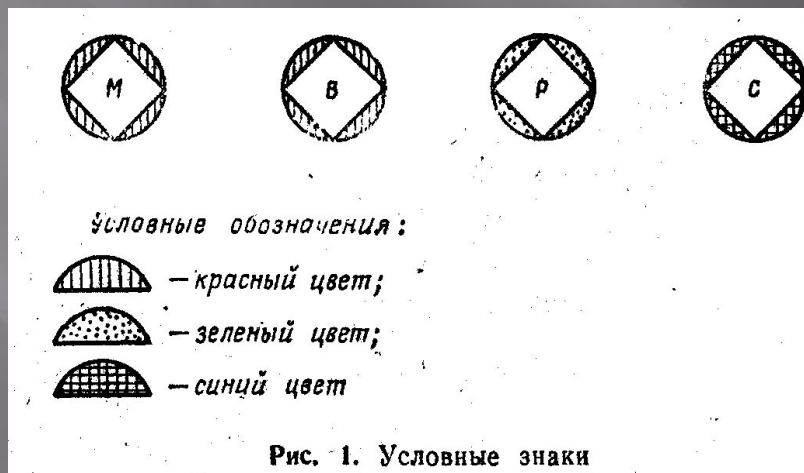 М В Р С
Условные обозначения:
— красный цвет;
— зеленый цвет;
— синий цвет
Рис. 1. Условные знаки